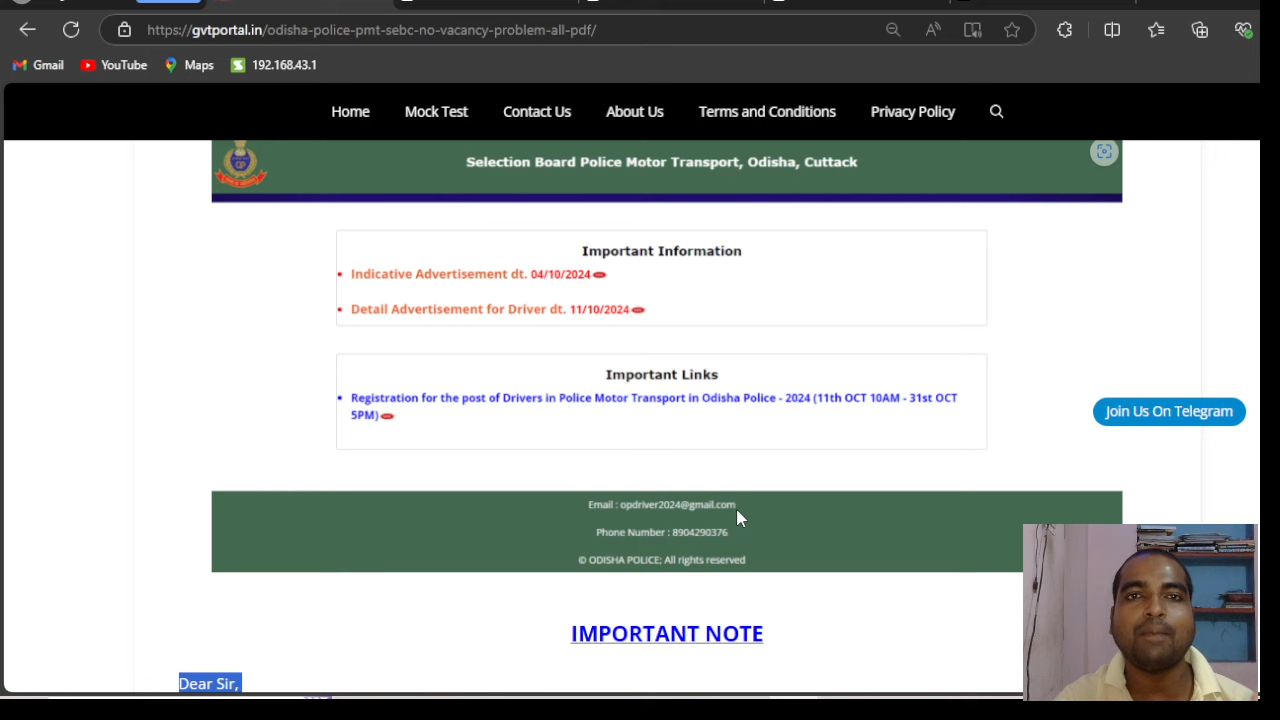 https://gvtportal.in/odisha-police-pmt-sebc-no-vacancy-problem-all-pdf/
Gmail YouTube Maps 192.168.43.1
Home Mock Test Contact Us About Us Terms and Conditions Privacy Policy
Selection Board Police Motor Transport, Odisha, Cuttack
Important Information
Indicative Advertisement dt. 04/10/2024
Detail Advertisement for Driver dt. 11/10/2024
Important Links
Registration for the post of Drivers in Police Motor Transport in Odisha Police - 2024 (11th OCT 10AM - 31st OCT
5PM)
Join Us On Telegram
Email : opdriver2024@gmail.com
Phone Number : 8904290376
© ODISHA POLICE; All rights reserved
IMPORTANT NOTE
Dear Sir,